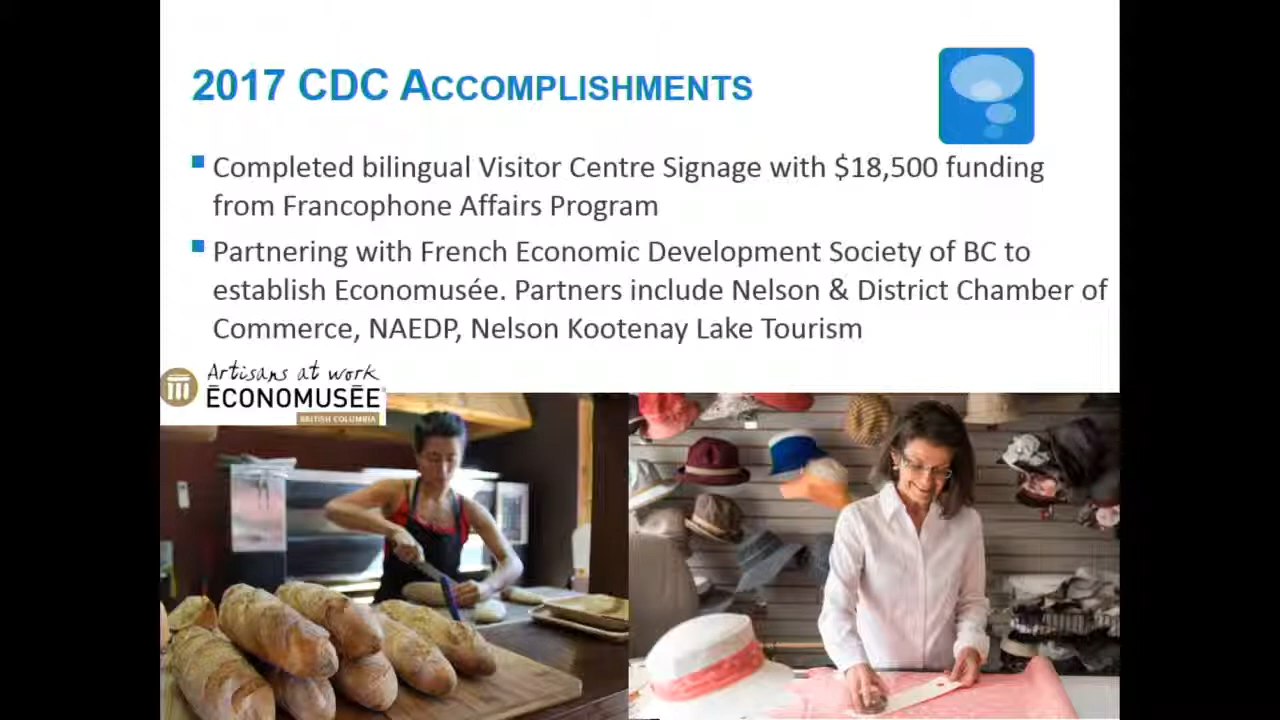 2017 CDC ACCOMPLISHMENTS
Completed bilingual Visitor Centre Signage with $18,500 funding
from Francophone Affairs Program
Partnering with French Economic Development Society of BC to
establish Economusée. Partners include Nelson & District Chamber of
Commerce, NAEDP, Nelson Kootenay Lake Tourism
Artisans at work
ÉCONOMUSÉE
BRITISH COLUMBIA